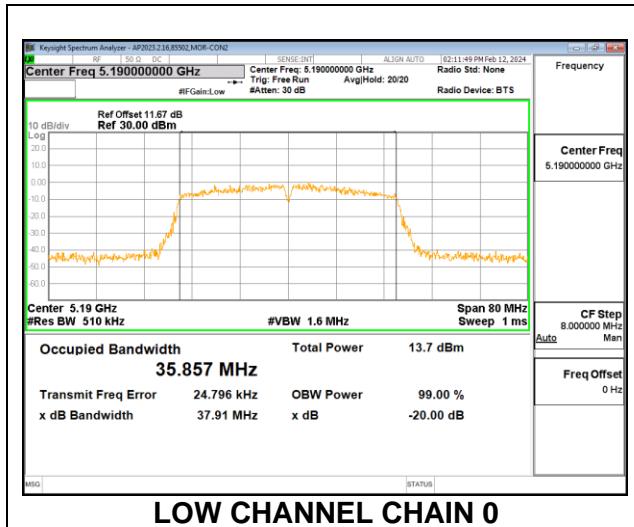 Keysight Spectrum Analyzer - AP2023.2.16,85502,MOR-CON2
RF 50 Ω DC SENSE:INT ALIGN AUTO 02:11:49 PM Feb 12, 2024
Center Freq 5.190000000 GHz Center Freq: 5.190000000 GHz Radio Std: None Frequency
Trig: Free Run Avg|Hold: 20/20
#IFGain:Low #Atten: 30 dB Radio Device: BTS
Ref Offset 11.67 dB
10 dB/div Ref 30.00 dBm
Log
20.0
10.0
0.00
-10.0
-20.0
-30.0
-40.0
-50.0
-60.0
Center Freq
5.190000000 GHz
Center 5.19 GHz Span 80 MHz
#Res BW 510 kHz #VBW 1.6 MHz Sweep 1 ms
CF Step
8.000000 MHz
Auto Man
Occupied Bandwidth Total Power 13.7 dBm
35.857 MHz
Freq Offset
0 Hz
Transmit Freq Error 24.796 kHz OBW Power 99.00 %
x dB Bandwidth 37.91 MHz x dB -20.00 dB
MSG STATUS
LOW CHANNEL CHAIN 0